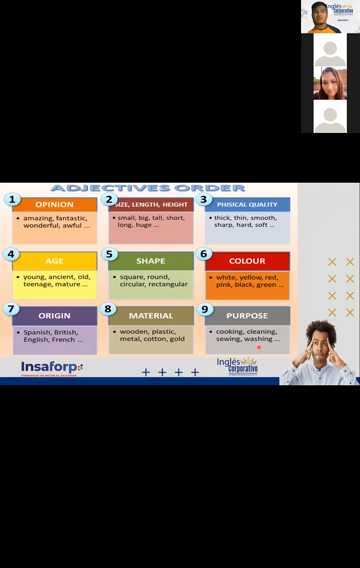 Inglés
Corporativo
ADJECTIVES ORDER
1 OPINION
• amazing, fantastic,
wonderful, awful ...
2 SIZE, LENGTH, HEIGHT
• small, big, tall, short,
long, huge ...
3 PHISICAL QUALITY
• thick, thin, smooth,
sharp, hard, soft ...
4 AGE
• young, ancient, old,
teenage, mature ...
5 SHAPE
• square, round,
circular, rectangular
6 COLOUR
• white, yellow, red,
pink, black, green ...
7 ORIGIN
• Spanish, British,
English, French ...
8 MATERIAL
• wooden, plastic,
metal, cotton, gold
9 PURPOSE
• cooking, cleaning,
sewing, washing ...
Insaforp
Inglés
Corporativo